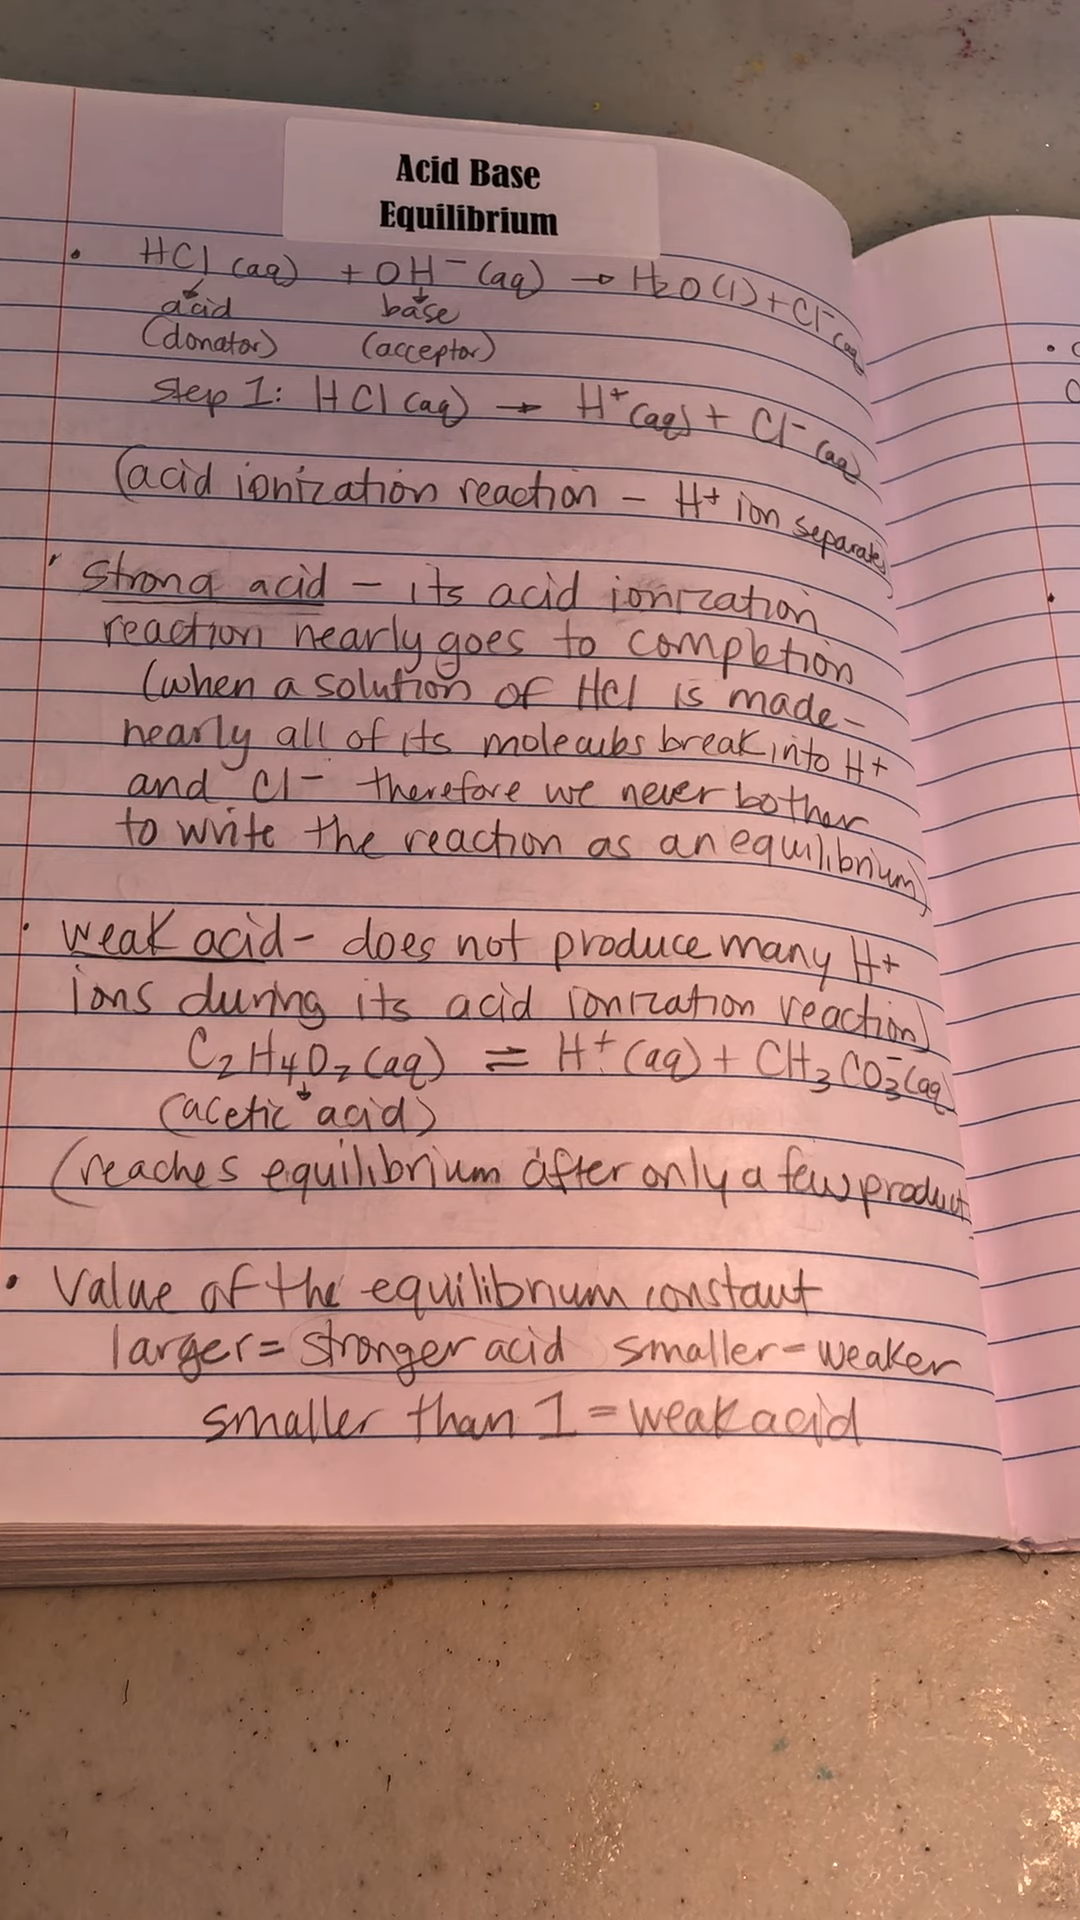 Acid Base
Equilibrium
• HCl (aq) + OH⁻ (aq) → H₂O (l) + Cl⁻ (aq)
acid base
(donator) (acceptor)
step 1: HCl (aq) → H⁺ (aq) + Cl⁻ (aq)
(acid ionization reaction – H⁺ ion separates
• strong acid – its acid ionization
reaction nearly goes to completion
(when a solution of HCl is made –
nearly all of its molecules break into H+
and Cl⁻ therefore we never bother
to write the reaction as an equilibrium)
• weak acid – does not produce many H+
ions during its acid ionization reaction)
C₂H₄O₂ (aq) ⇌ H⁺ (aq) + CH₃CO₃⁻ (aq)
(acetic acid)
(reaches equilibrium after only a few product
• Value of the equilibrium constant
larger = stronger acid smaller = weaker
smaller than 1 = weak acid